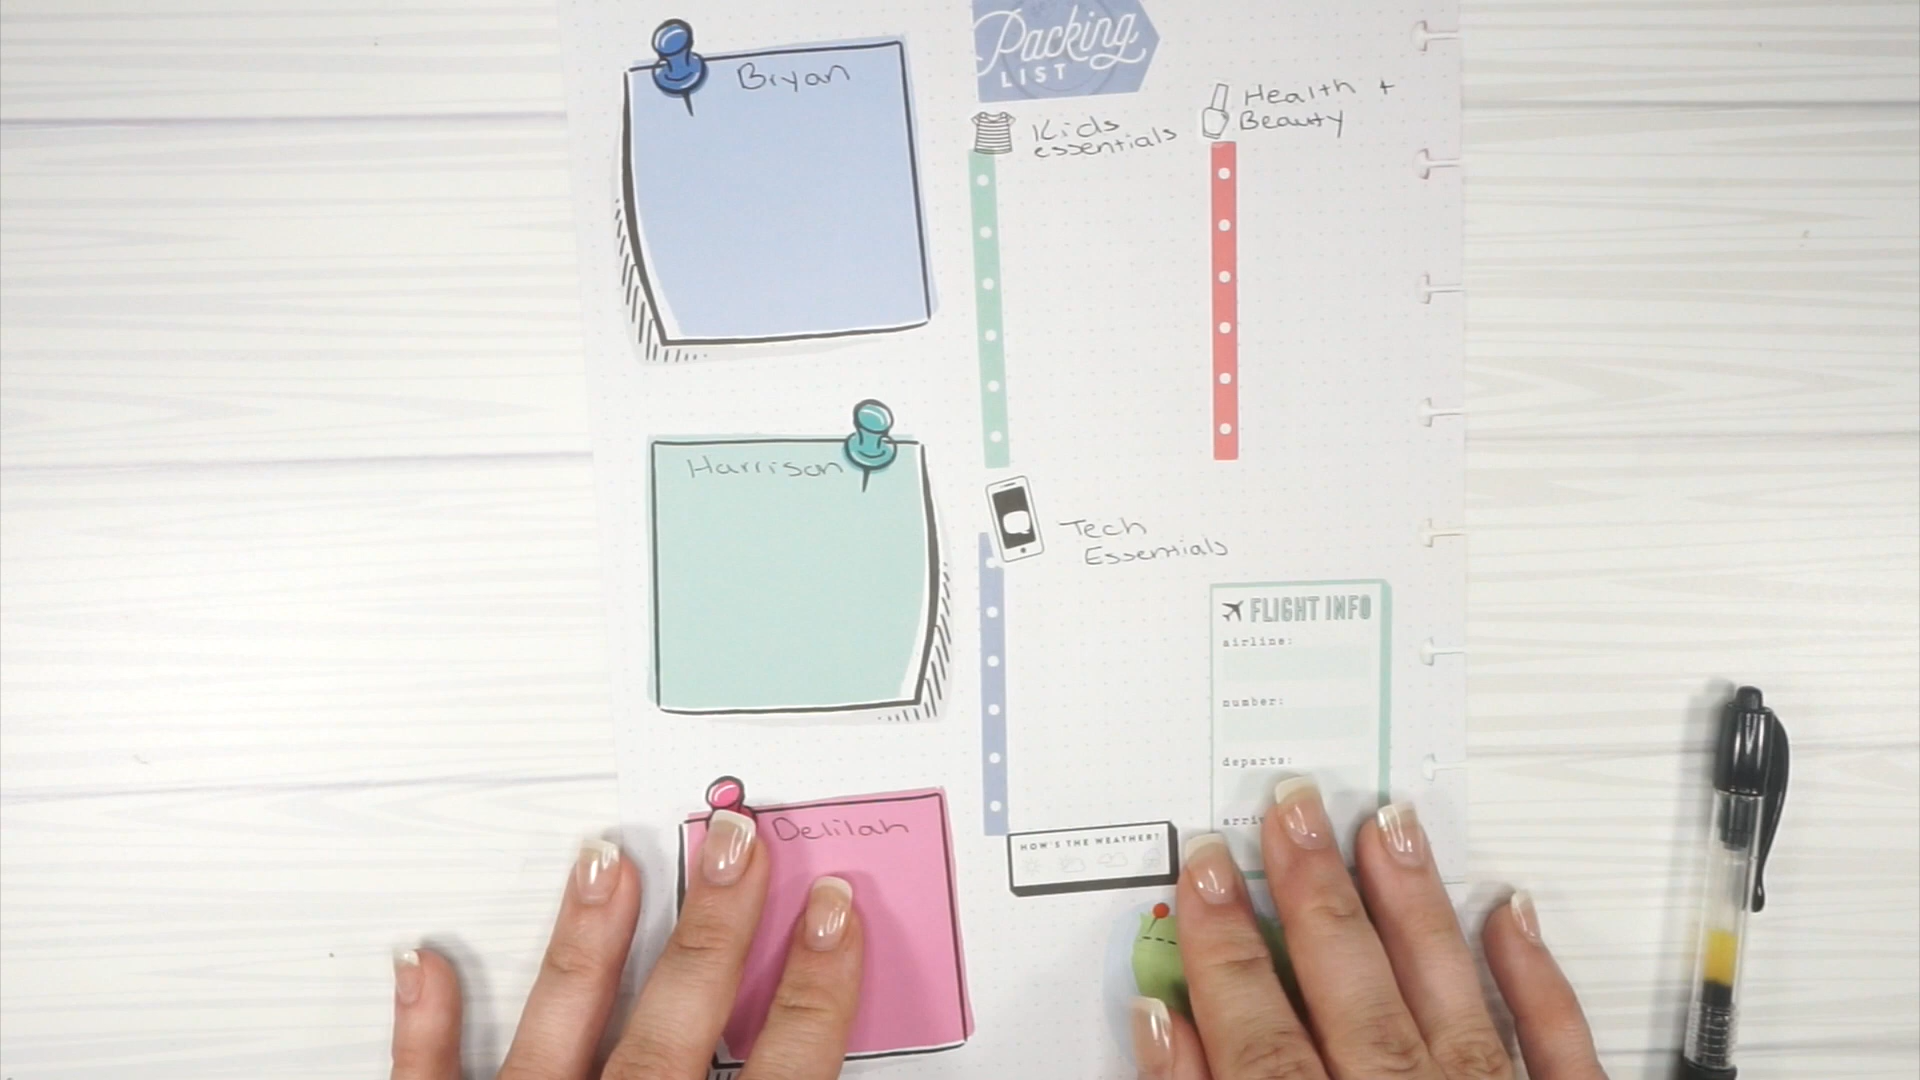 Bryan
Harrison
Delilah
Packing
LIST
Kids
essentials
Health +
Beauty
Tech
Essentials
FLIGHT INFO
airline:
number:
departs:
HOW'S THE WEATHER?